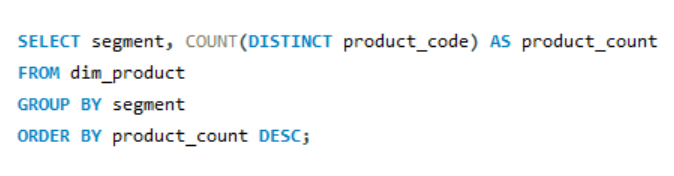 SELECT segment, COUNT(DISTINCT product_code) AS product_count
FROM dim_product
GROUP BY segment
ORDER BY product_count DESC;